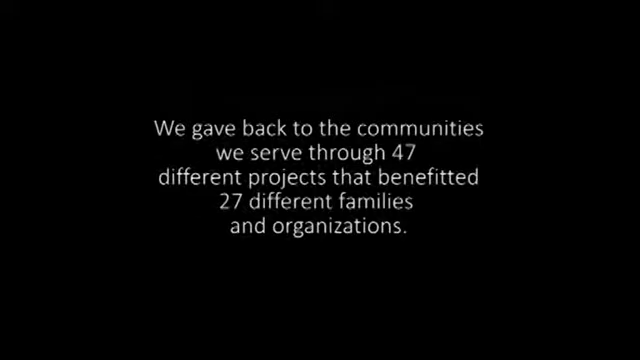 We gave back to the communities
we serve through 47
different projects that benefitted
27 different families
and organizations.